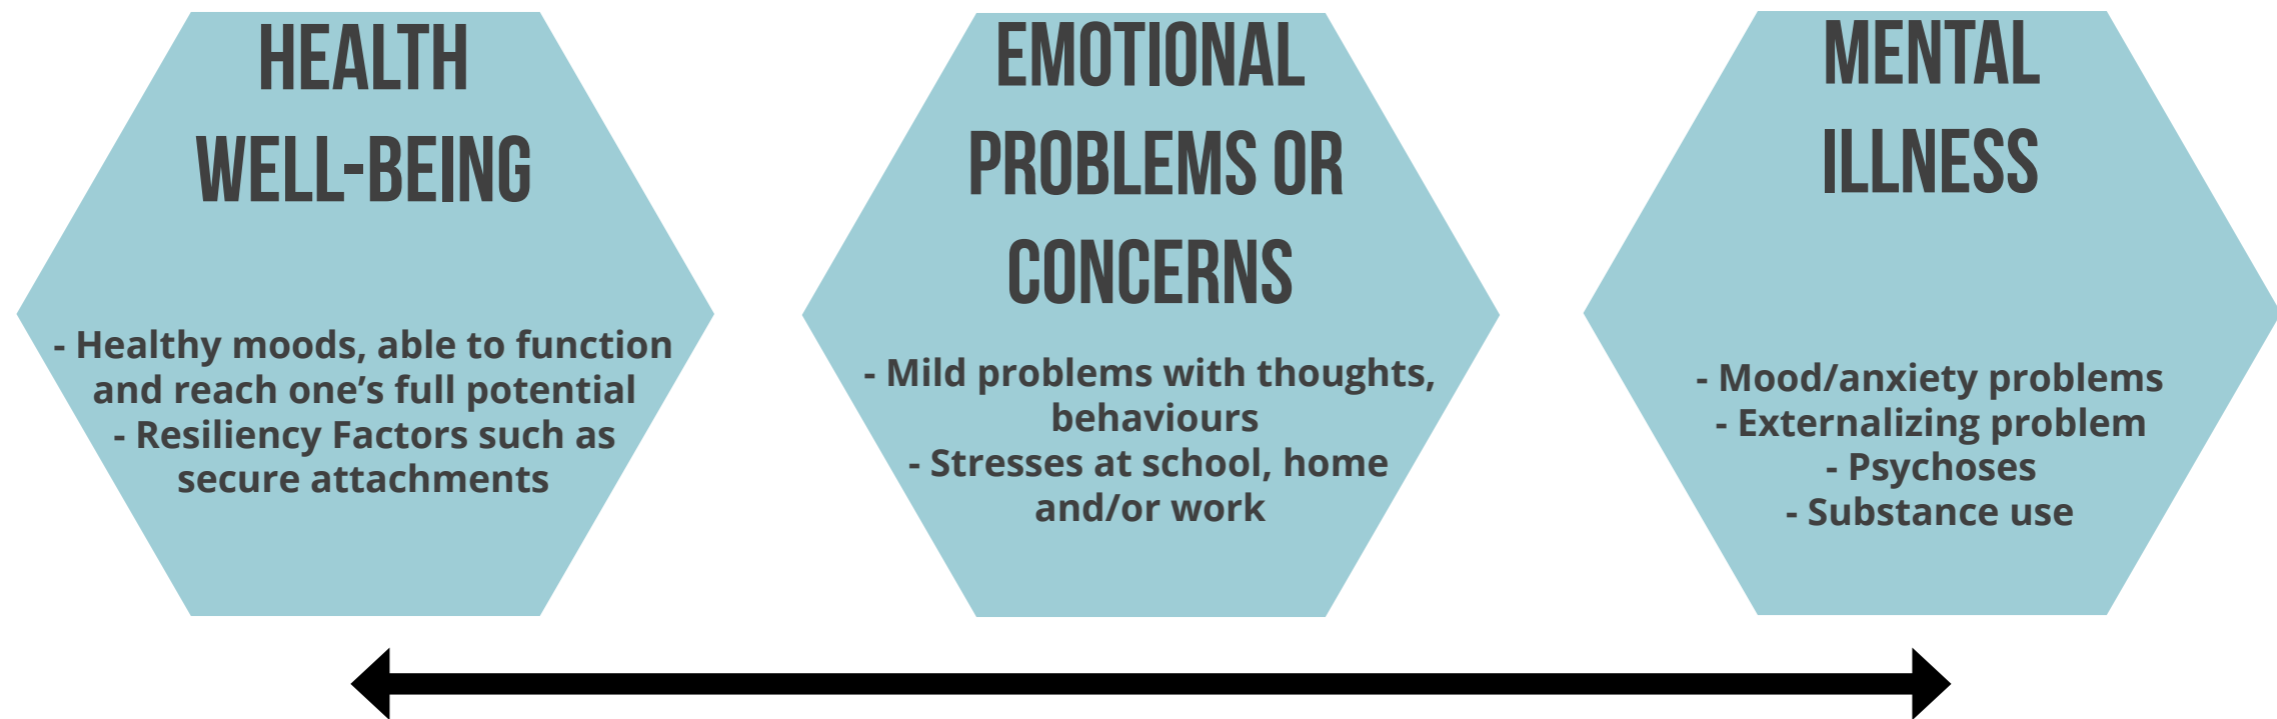 HEALTH
WELL-BEING
- Healthy moods, able to function
and reach one's full potential
- Resiliency Factors such as
secure attachments
EMOTIONAL
PROBLEMS OR
CONCERNS
- Mild problems with thoughts,
behaviours
- Stresses at school, home
and/or work
MENTAL
ILLNESS
- Mood/anxiety problems
- Externalizing problem
- Psychoses
- Substance use